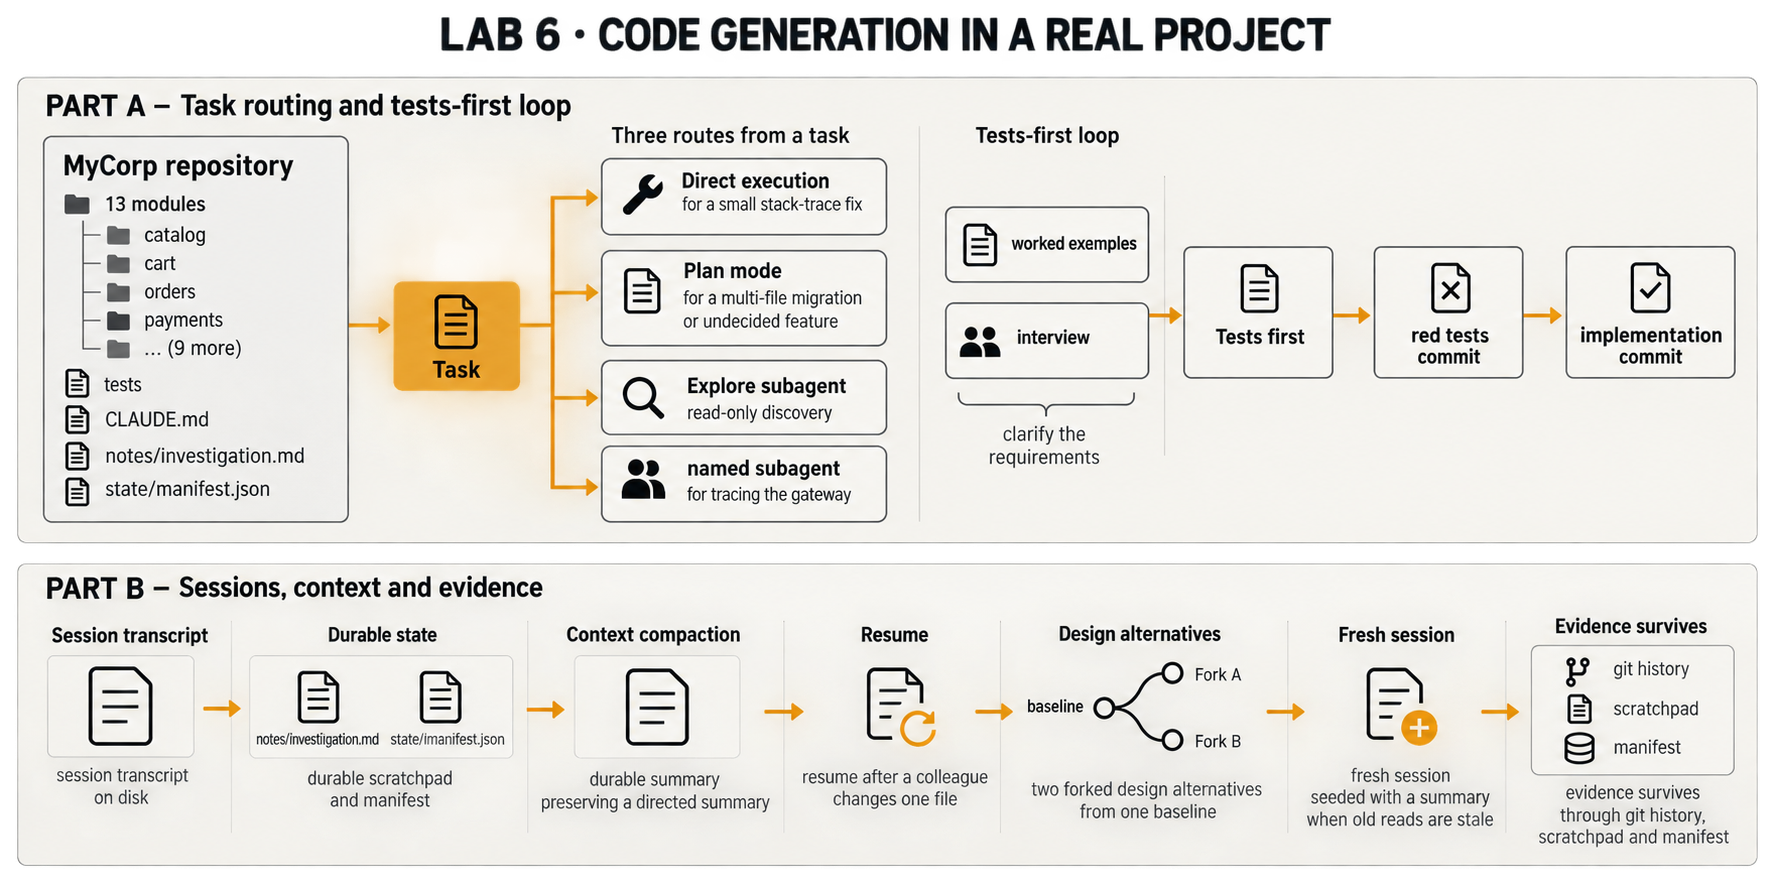 LAB 6 · CODE GENERATION IN A REAL PROJECT
PART A – Task routing and tests-first loop
MyCorp repository
13 modules
catalog
cart
orders
payments
... (9 more)
tests
CLAUDE.md
notes/investigation.md
state/manifest.json
Task
Three routes from a task
Direct execution
for a small stack-trace fix
Plan mode
for a multi-file migration
or undecided feature
Explore subagent
read-only discovery
named subagent
for tracing the gateway
Tests-first loop
worked exemples
interview
clarify the
requirements
Tests first
red tests
commit
implementation
commit
PART B – Sessions, context and evidence
Session transcript
session transcript
on disk
Durable state
notes/investiigation.md
state/imanifest.json
durable scratchpad
and manifest
Context compaction
durable summary
preserving a directed summary
Resume
resume after a colleague
changes one file
Design alternatives
baseline
Fork A
Fork B
two forked design alternatives
from one baseline
Fresh session
fresh session
seeded with a summary
when old reads are stale
Evidence survives
git history
scratchpad
manifest
evidence survives
through git history,
scratchpad and manifest